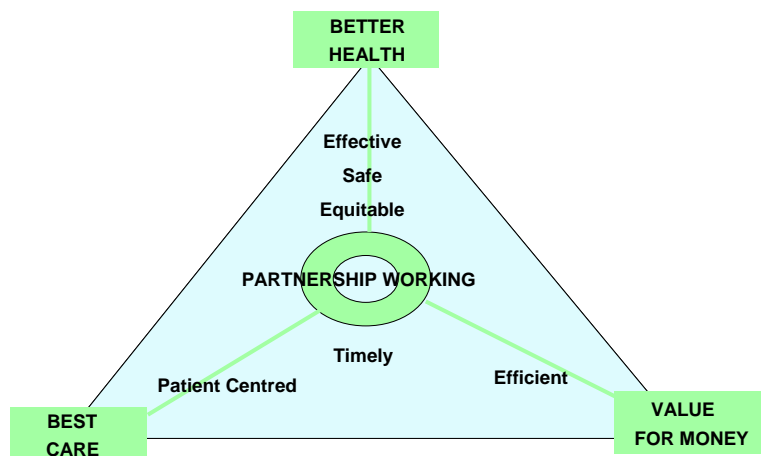 BETTER
HEALTH
Effective
Safe
Equitable
PARTNERSHIP WORKING
Timely
Patient Centred
Efficient
BEST
CARE
VALUE
FOR MONEY